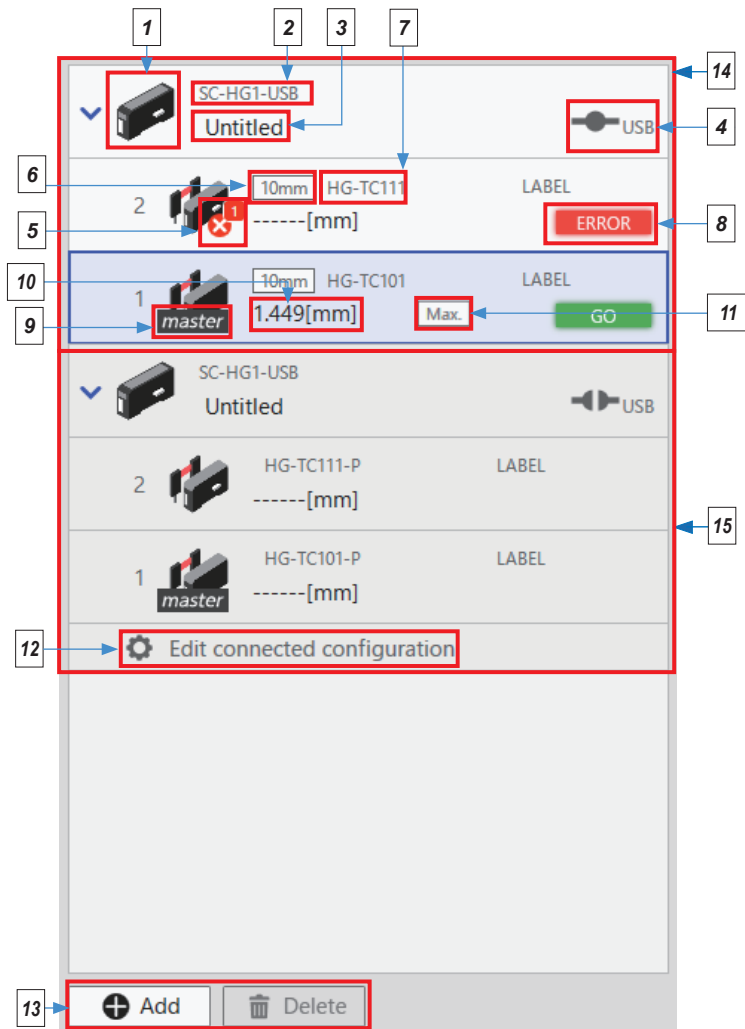 1
2
3
7
14
SC-HG1-USB
Untitled
USB
4
6
10mm
HG-TC111
LABEL
2
1
------[mm]
ERROR
8
5
10
10mm
HG-TC101
LABEL
1
master
1.449[mm]
Max.
GO
11
9
SC-HG1-USB
Untitled
USB
HG-TC111-P
LABEL
2
------[mm]
15
HG-TC101-P
LABEL
1
master
------[mm]
12
Edit connected configuration
13
Add
Delete